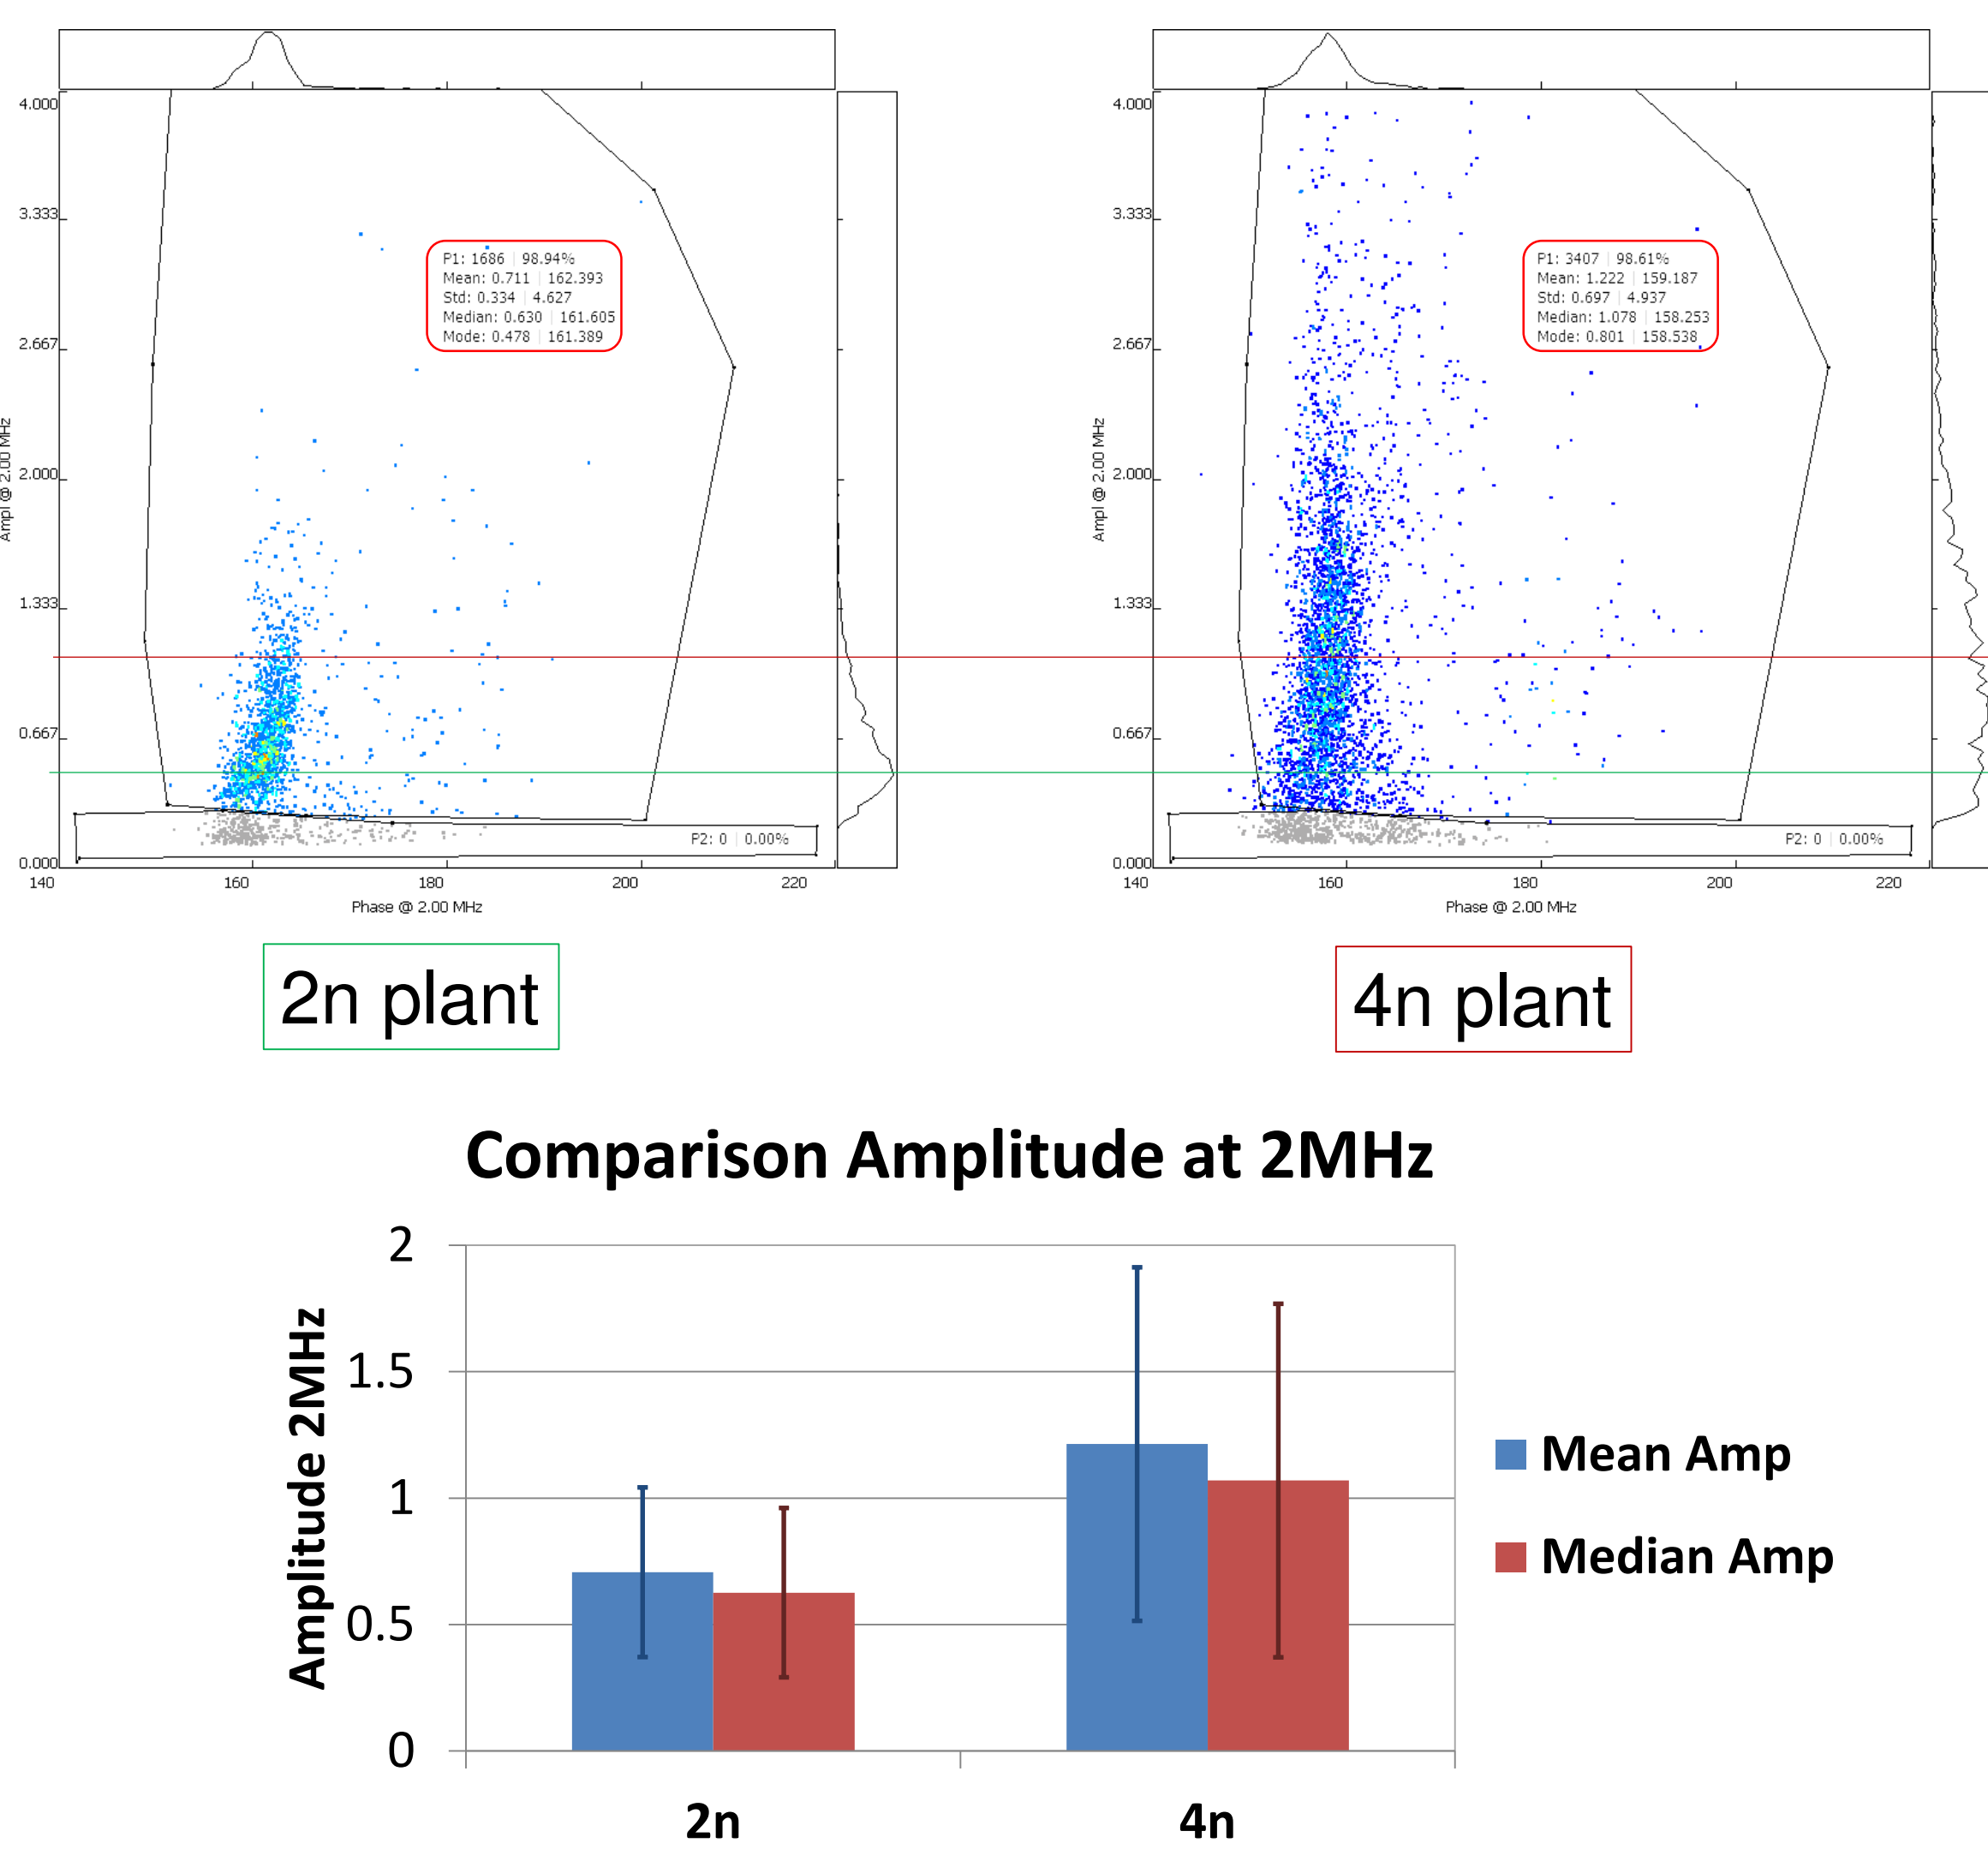 4.000
3.333
2.667
2.000
1.333
0.667
0.000
Ampl @ 2.00 MHz
P1: 1686 | 98.94%
Mean: 0.711 | 162.393
Std: 0.334 | 4.627
Median: 0.630 | 161.605
Mode: 0.478 | 161.389
P2: 0 | 0.00%
140 160 180 200 220
Phase @ 2.00 MHz
4.000
3.333
2.667
2.000
1.333
0.667
0.000
Ampl @ 2.00 MHz
P1: 3407 | 98.61%
Mean: 1.222 | 159.187
Std: 0.697 | 4.937
Median: 1.078 | 158.253
Mode: 0.801 | 158.538
P2: 0 | 0.00%
140 160 180 200 220
Phase @ 2.00 MHz
2n plant
4n plant
Comparison Amplitude at 2MHz
Amplitude 2MHz
2
1.5
1
0.5
0
2n
4n
Mean Amp
Median Amp